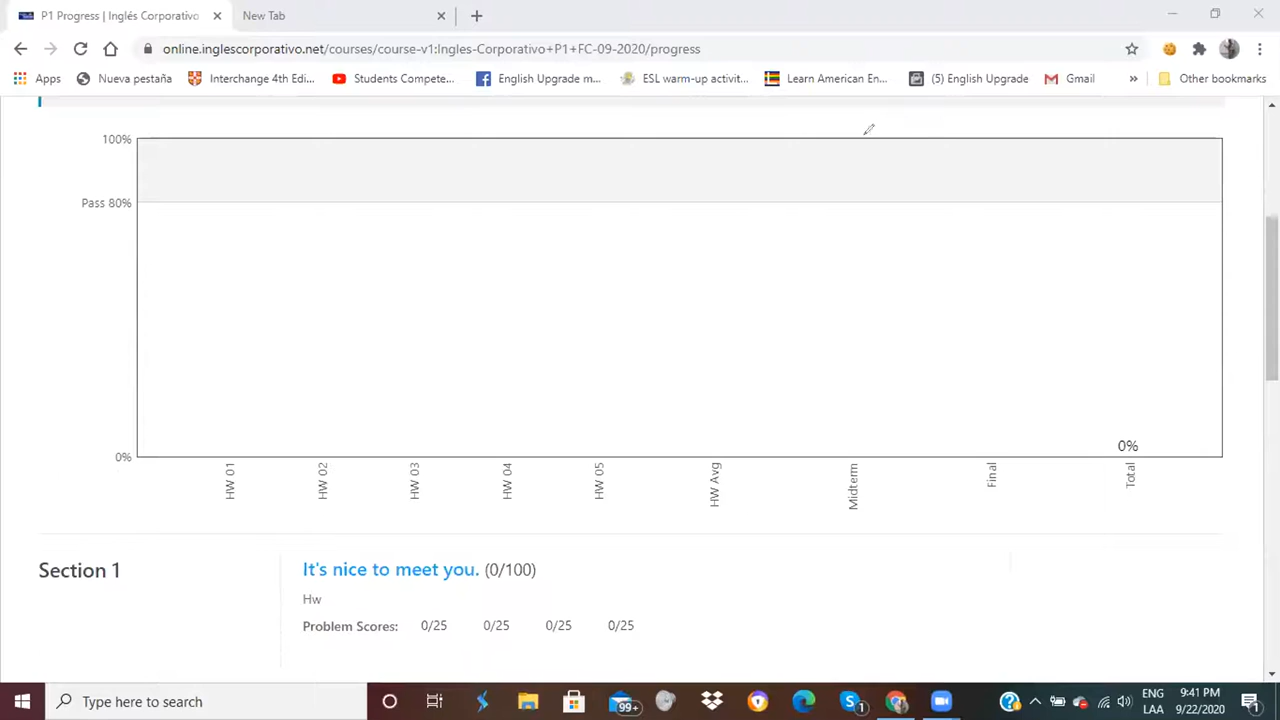 P1 Progress | Inglés Corporativo
New Tab
online.inglescorporativo.net/courses/course-v1:Ingles-Corporativo+P1+FC-09-2020/progress
Apps
Nueva pestaña
Interchange 4th Edi...
Students Compete...
English Upgrade m...
ESL warm-up activit...
Learn American En...
(5) English Upgrade
Gmail
»
Other bookmarks
100%
Pass 80%
0%
0%
HW 01
HW 02
HW 03
HW 04
HW 05
HW Avg
Midterm
Final
Total
Section 1
It's nice to meet you. (0/100)
Hw
Problem Scores: 0/25 0/25 0/25 0/25
Type here to search
99+
1
ENG
LAA
9:41 PM
9/22/2020
1